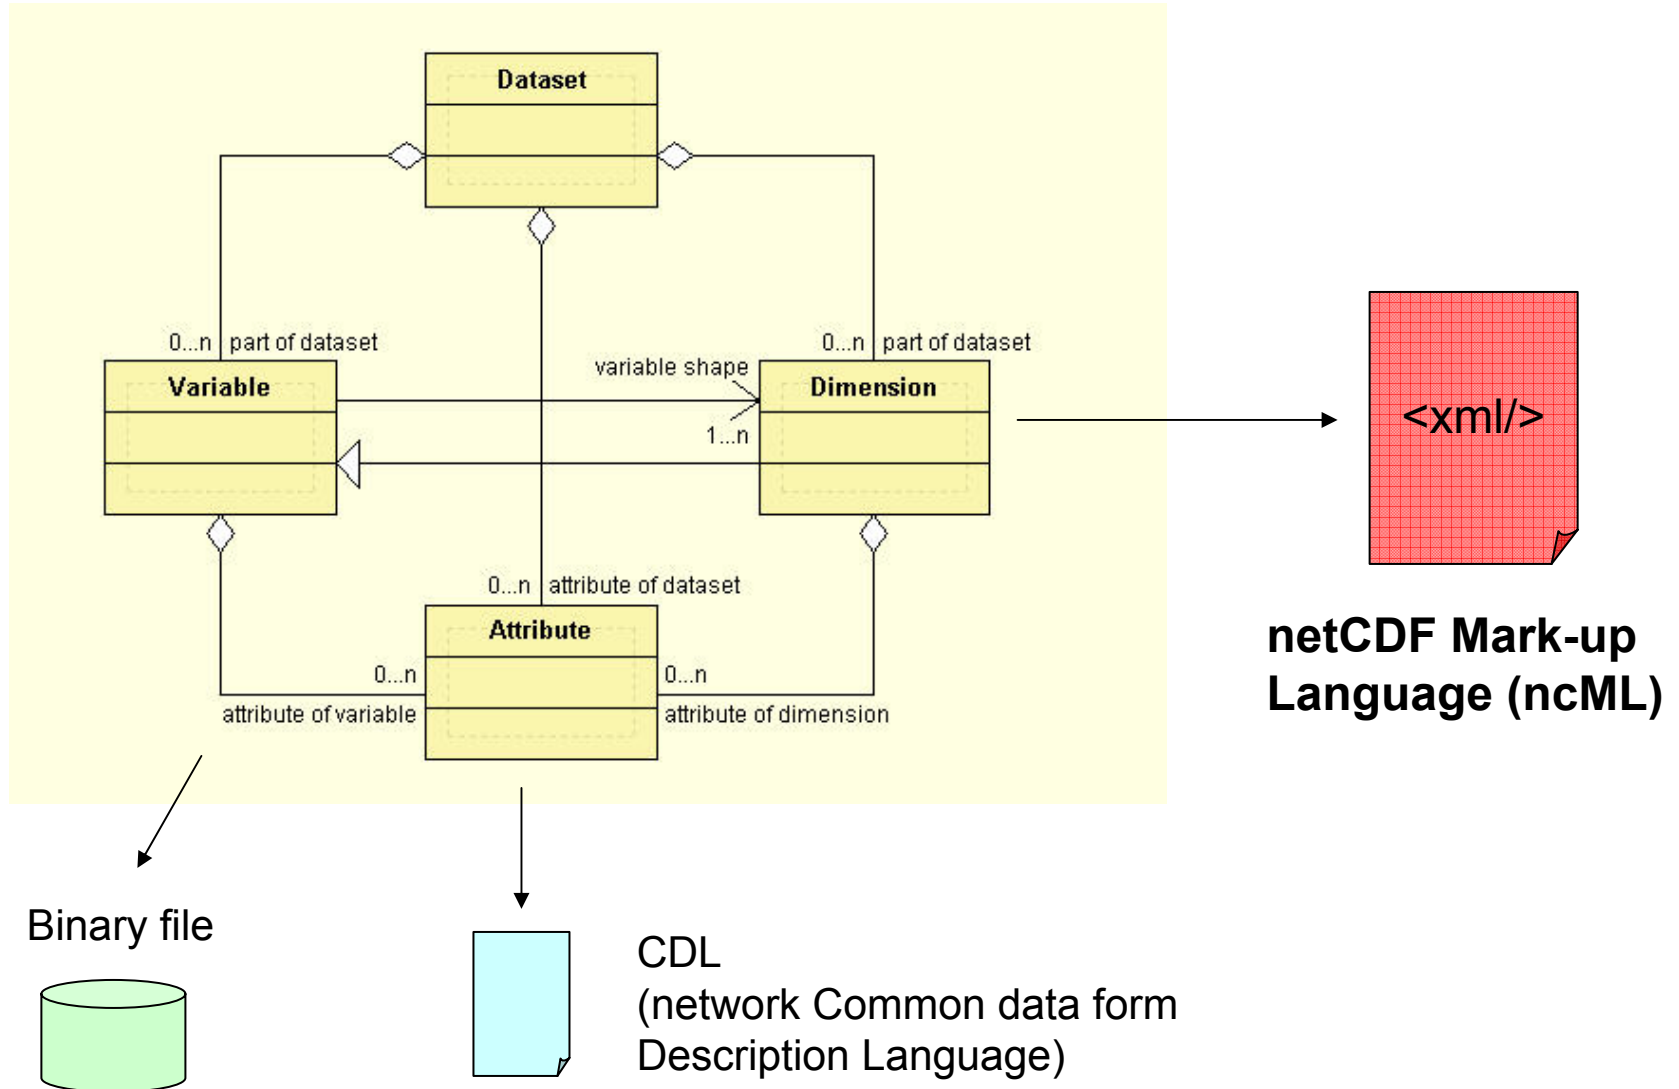 Dataset
0...n part of dataset
0...n part of dataset
variable shape
Variable
Dimension
1...n
<xml/>
0...n attribute of dataset
Attribute
0...n
0...n
attribute of variable
attribute of dimension
netCDF Mark-up
Language (ncML)
Binary file
CDL
(network Common data form
Description Language)